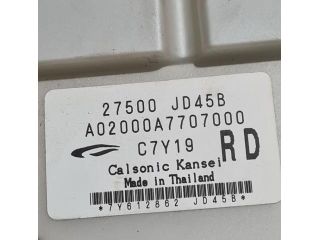 27500 JD45B
A02000A7707000
C7Y19 RD
Calsonic Kansei
Made in Thailand
*7Y612862 JD45B*